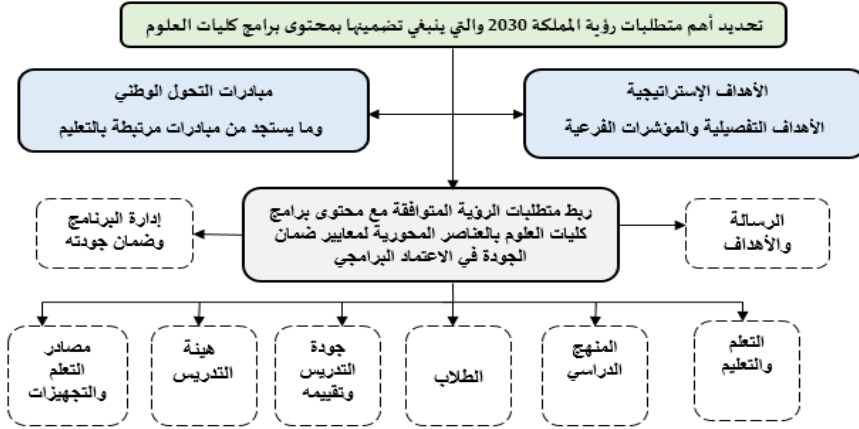 تحديد أهم متطلبات رؤية المملكة 2030 والتي ينبغي تضمينها بمحتوى برامج كليات العلوم
الأهداف الإستراتيجية
الأهداف التفصيلية والمؤشرات الفرعية
مبادرات التحول الوطني
وما يستجد من مبادرات مرتبطة بالتعليم
ربط متطلبات الرؤية المتوافقة مع محتوى برامج
كليات العلوم بالعناصر المحورية لمعايير ضمان
الجودة في الاعتماد البرامجي
الرسالة
والأهداف
إدارة البرنامج
وضمان جودته
التعلم
والتعليم
المنهج
الدراسي
الطلاب
جودة
التدريس
وتقييمه
هيئة
التدريس
مصادر
التعلم
والتجهيزات